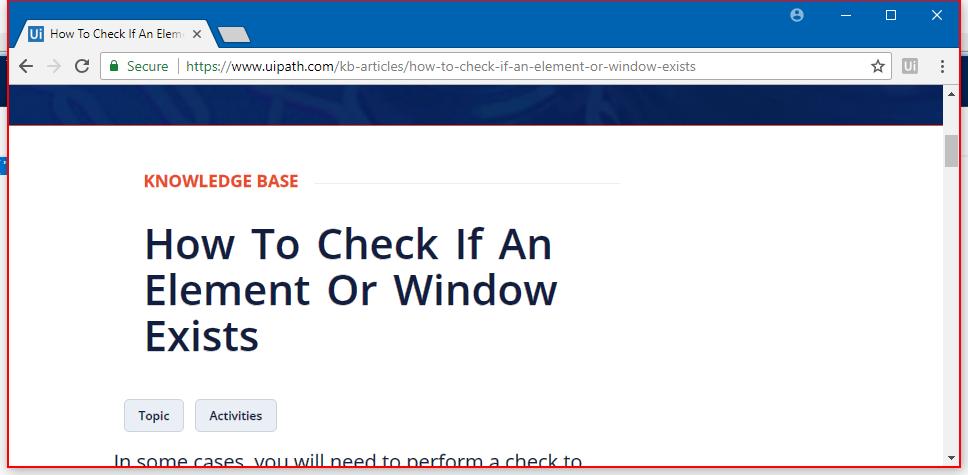 Ui How To Check If An Elem
Secure https://www.uipath.com/kb-articles/how-to-check-if-an-element-or-window-exists Ui
KNOWLEDGE BASE
How To Check If An
Element Or Window
Exists
Topic Activities
In some cases, you will need to perform a check to